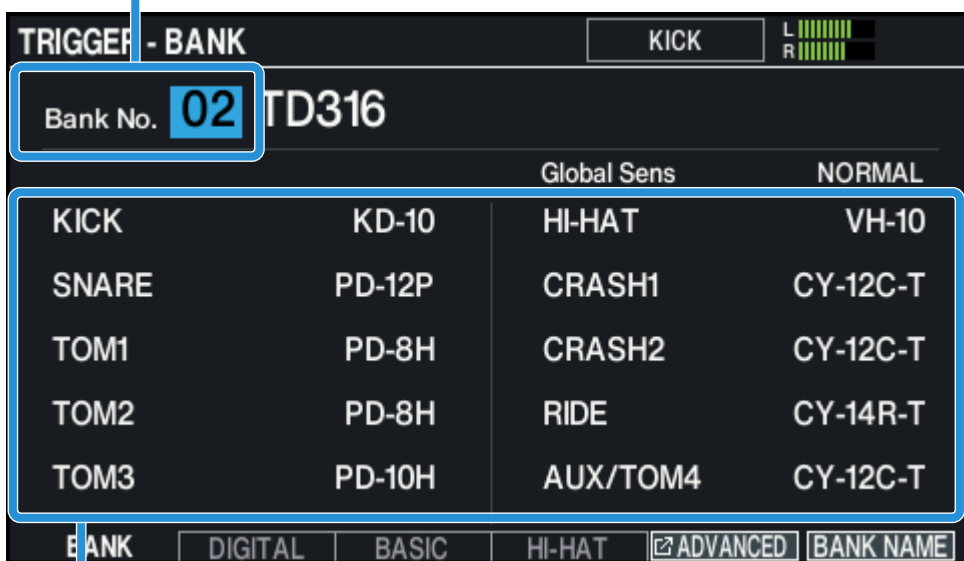 TRIGGER - BANK KICK L R
Bank No. 02 TD316
Global Sens NORMAL
KICK KD-10 HI-HAT VH-10
SNARE PD-12P CRASH1 CY-12C-T
TOM1 PD-8H CRASH2 CY-12C-T
TOM2 PD-8H RIDE CY-14R-T
TOM3 PD-10H AUX/TOM4 CY-12C-T
BANK DIGITAL BASIC HI-HAT ADVANCED BANK NAME